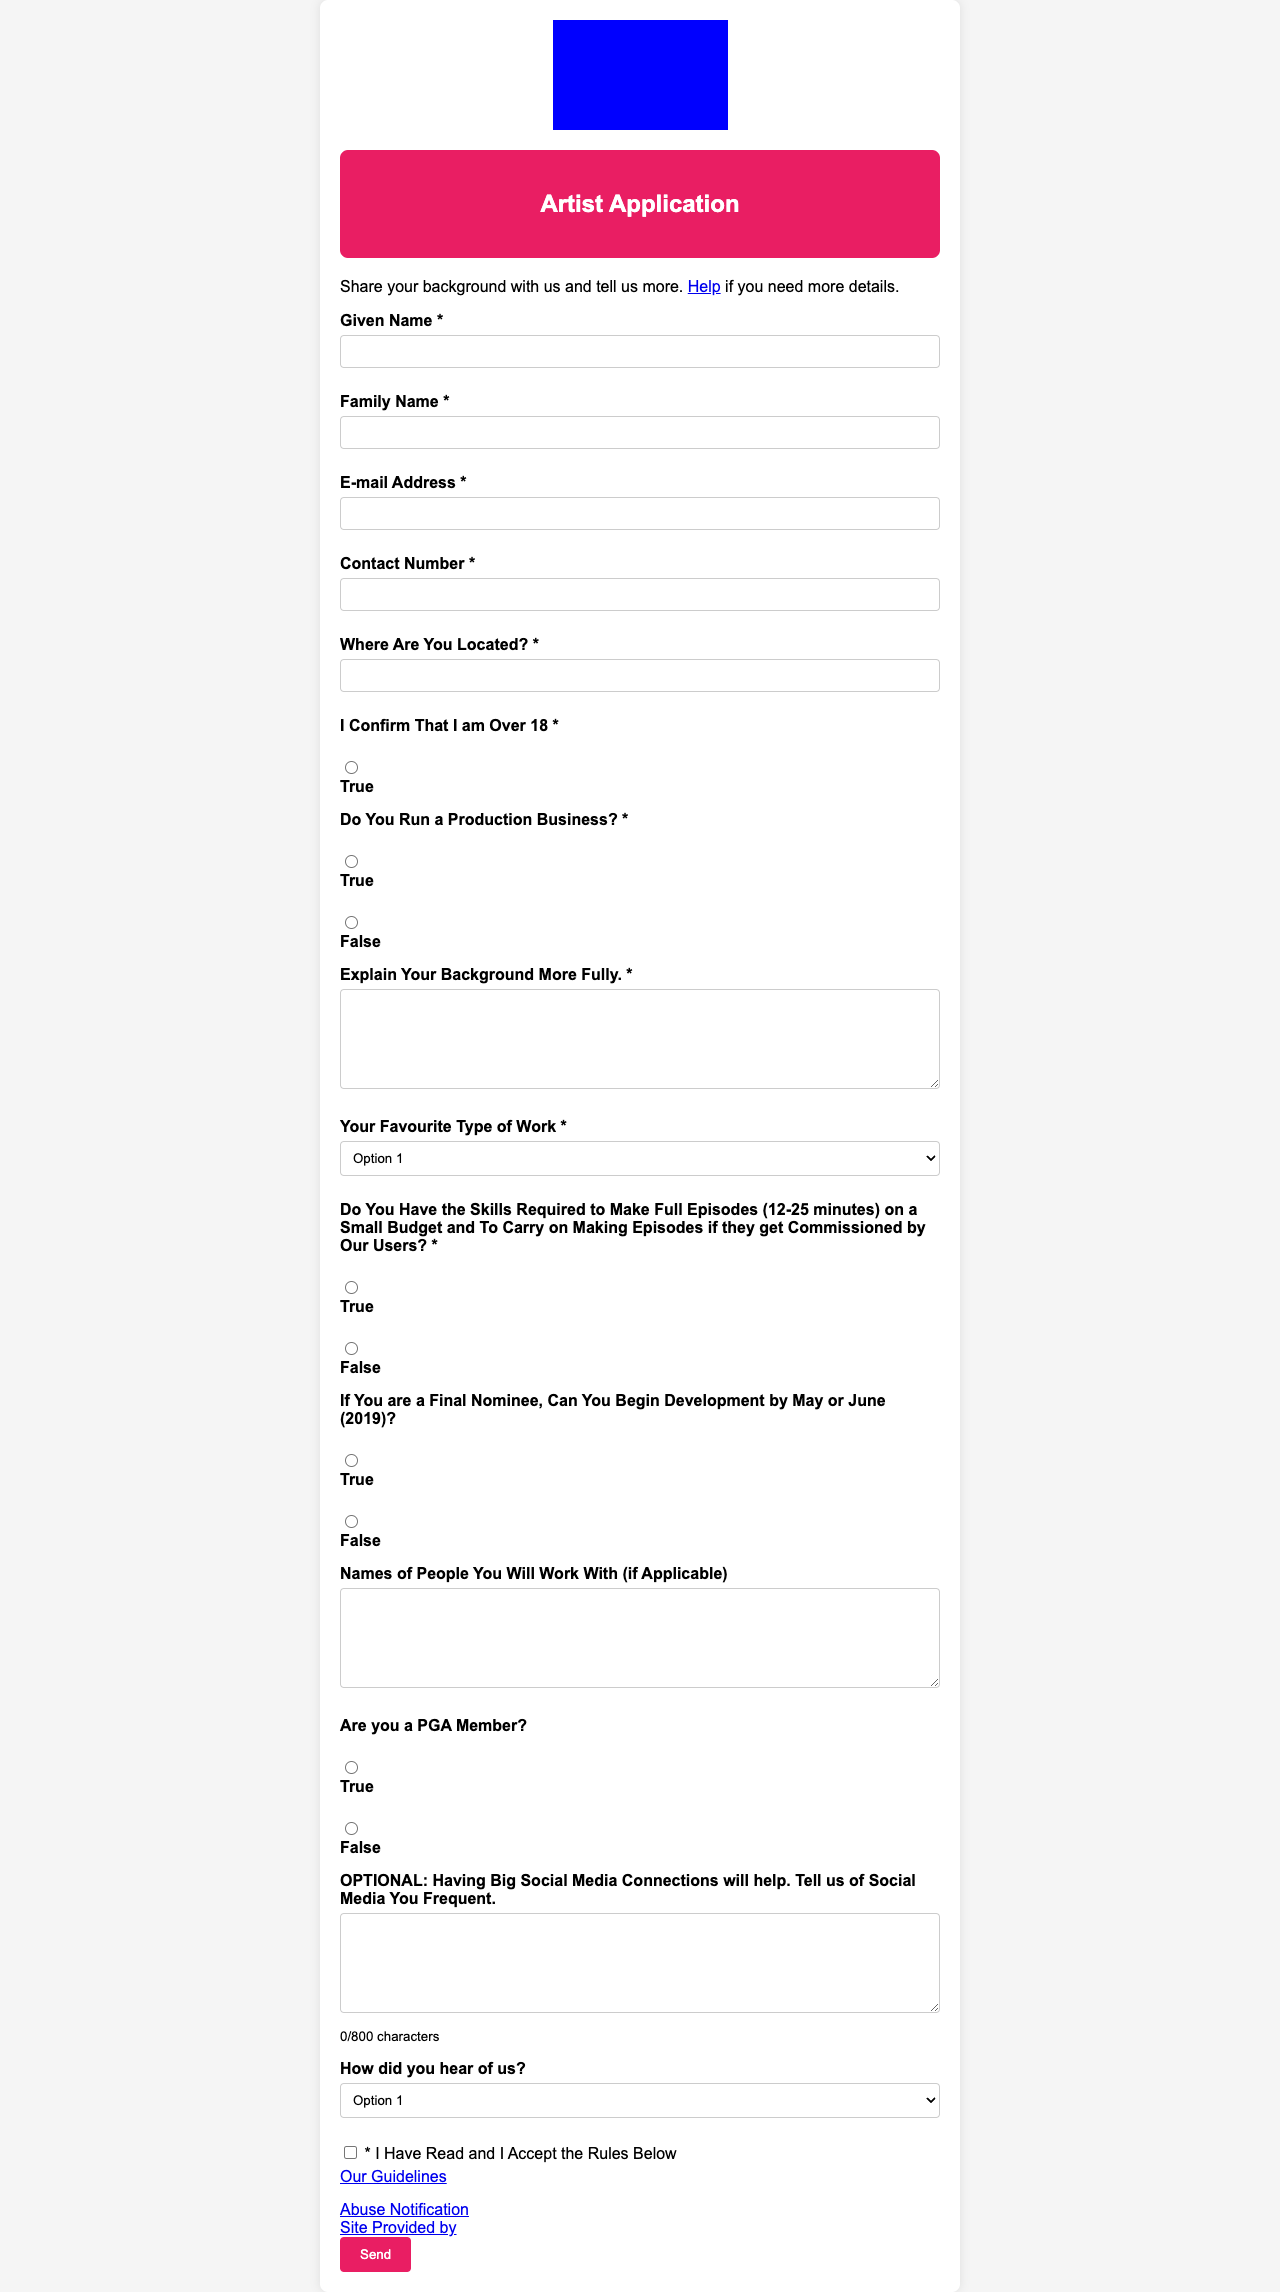 Artist Application
Share your background with us and tell us more. Help if you need more details.
Given Name *
Family Name *
E-mail Address *
Contact Number *
Where Are You Located? *
I Confirm That I am Over 18 *
True
Do You Run a Production Business? *
True
False
Explain Your Background More Fully. *
Your Favourite Type of Work *
Option 1
Do You Have the Skills Required to Make Full Episodes (12-25 minutes) on a
Small Budget and To Carry on Making Episodes if they get Commissioned by
Our Users? *
True
False
If You are a Final Nominee, Can You Begin Development by May or June
(2019)?
True
False
Names of People You Will Work With (if Applicable)
Are you a PGA Member?
True
False
OPTIONAL: Having Big Social Media Connections will help. Tell us of Social
Media You Frequent.
0/800 characters
How did you hear of us?
Option 1
* I Have Read and I Accept the Rules Below
Our Guidelines
Abuse Notification
Site Provided by
Send